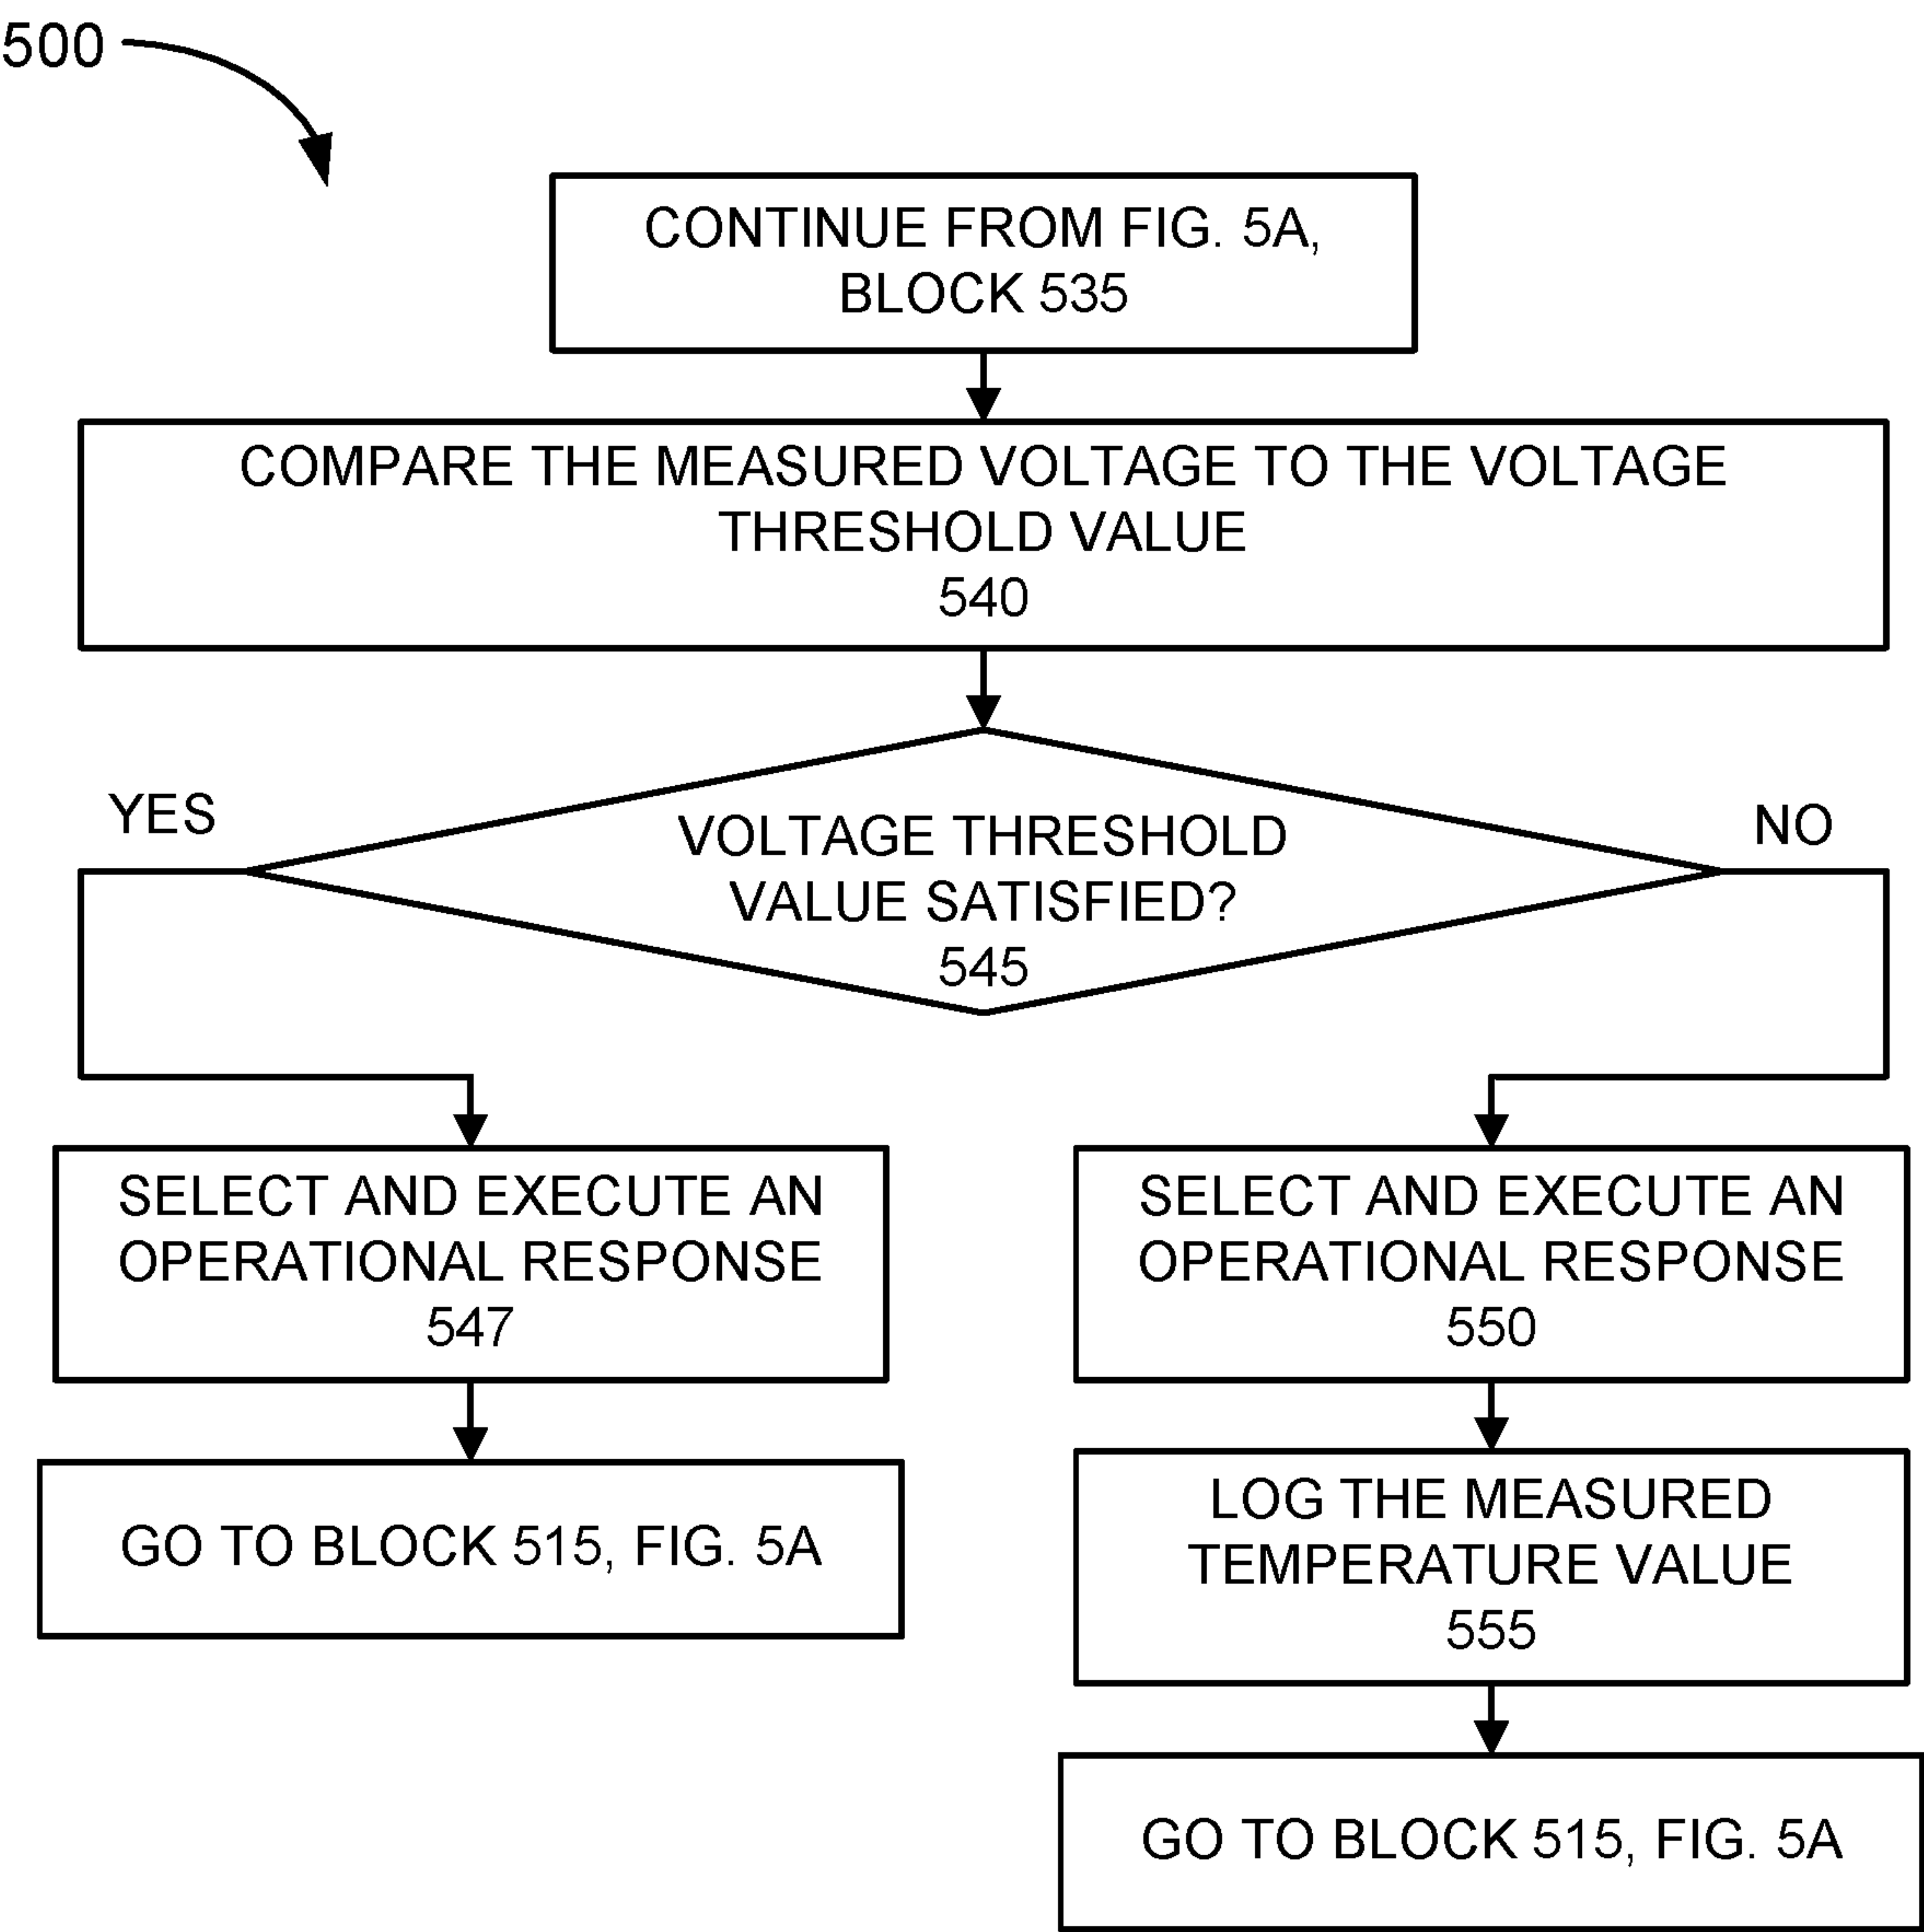 500
CONTINUE FROM FIG. 5A,
BLOCK 535
COMPARE THE MEASURED VOLTAGE TO THE VOLTAGE
THRESHOLD VALUE
540
YES
NO
VOLTAGE THRESHOLD
VALUE SATISFIED?
545
SELECT AND EXECUTE AN
OPERATIONAL RESPONSE
547
GO TO BLOCK 515, FIG. 5A
SELECT AND EXECUTE AN
OPERATIONAL RESPONSE
550
LOG THE MEASURED
TEMPERATURE VALUE
555
GO TO BLOCK 515, FIG. 5A